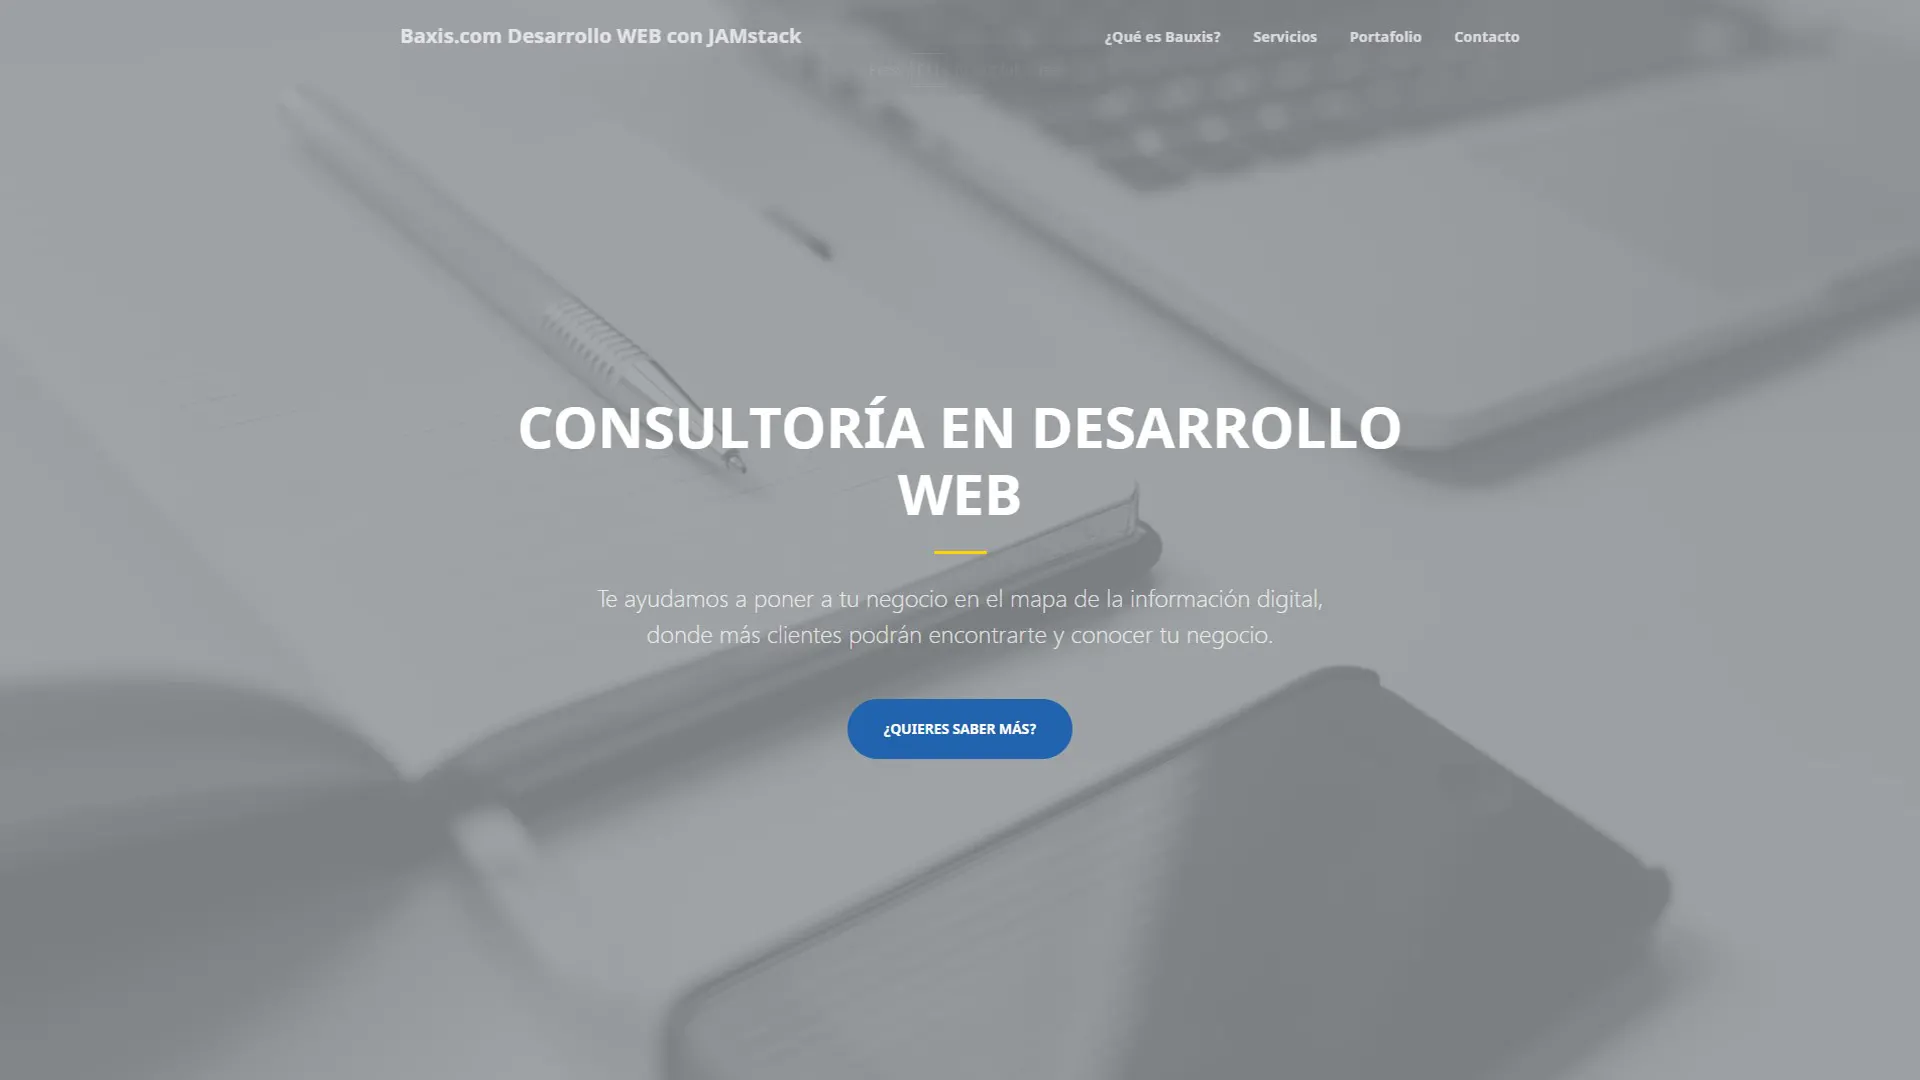 Baxis.com Desarrollo WEB con JAMstack
¿Qué es Bauxis?
Servicios
Portafolio
Contacto
CONSULTORÍA EN DESARROLLO
WEB
Te ayudamos a poner a tu negocio en el mapa de la información digital,
donde más clientes podrán encontrarte y conocer tu negocio.
¿QUIERES SABER MÁS?